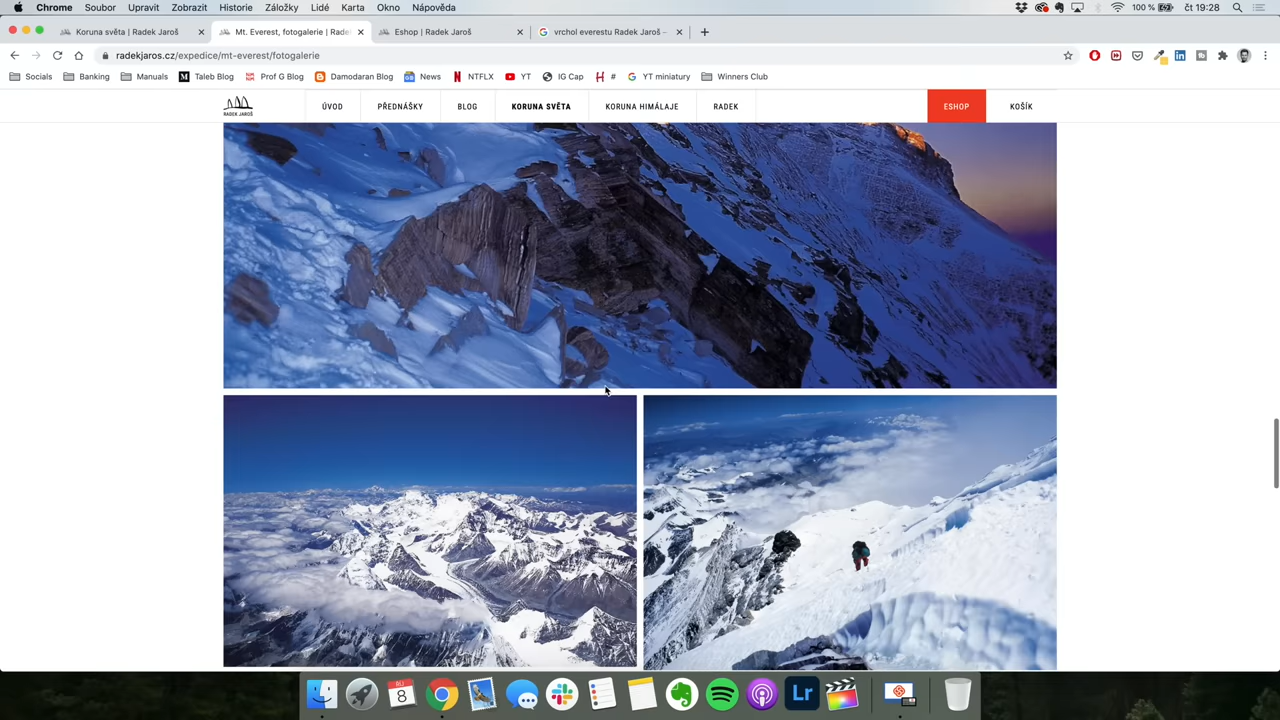 Chrome Soubor Upravit Zobrazit Historie Záložky Lidé Karta Okno Nápověda 100 % čt 19:28
Koruna světa | Radek Jaroš Mt. Everest, fotogalerie | Rade Eshop | Radek Jaroš vrchol everestu Radek Jaroš –
radekjaros.cz/expedice/mt-everest/fotogalerie
Socials Banking Manuals Taleb Blog Prof G Blog Damodaran Blog News NTFLX YT IG Cap # YT miniatury Winners Club
RADEK JAROŠ ÚVOD PŘEDNÁŠKY BLOG KORUNA SVĚTA KORUNA HIMÁLAJE RADEK ESHOP KOŠÍK
8
Lr